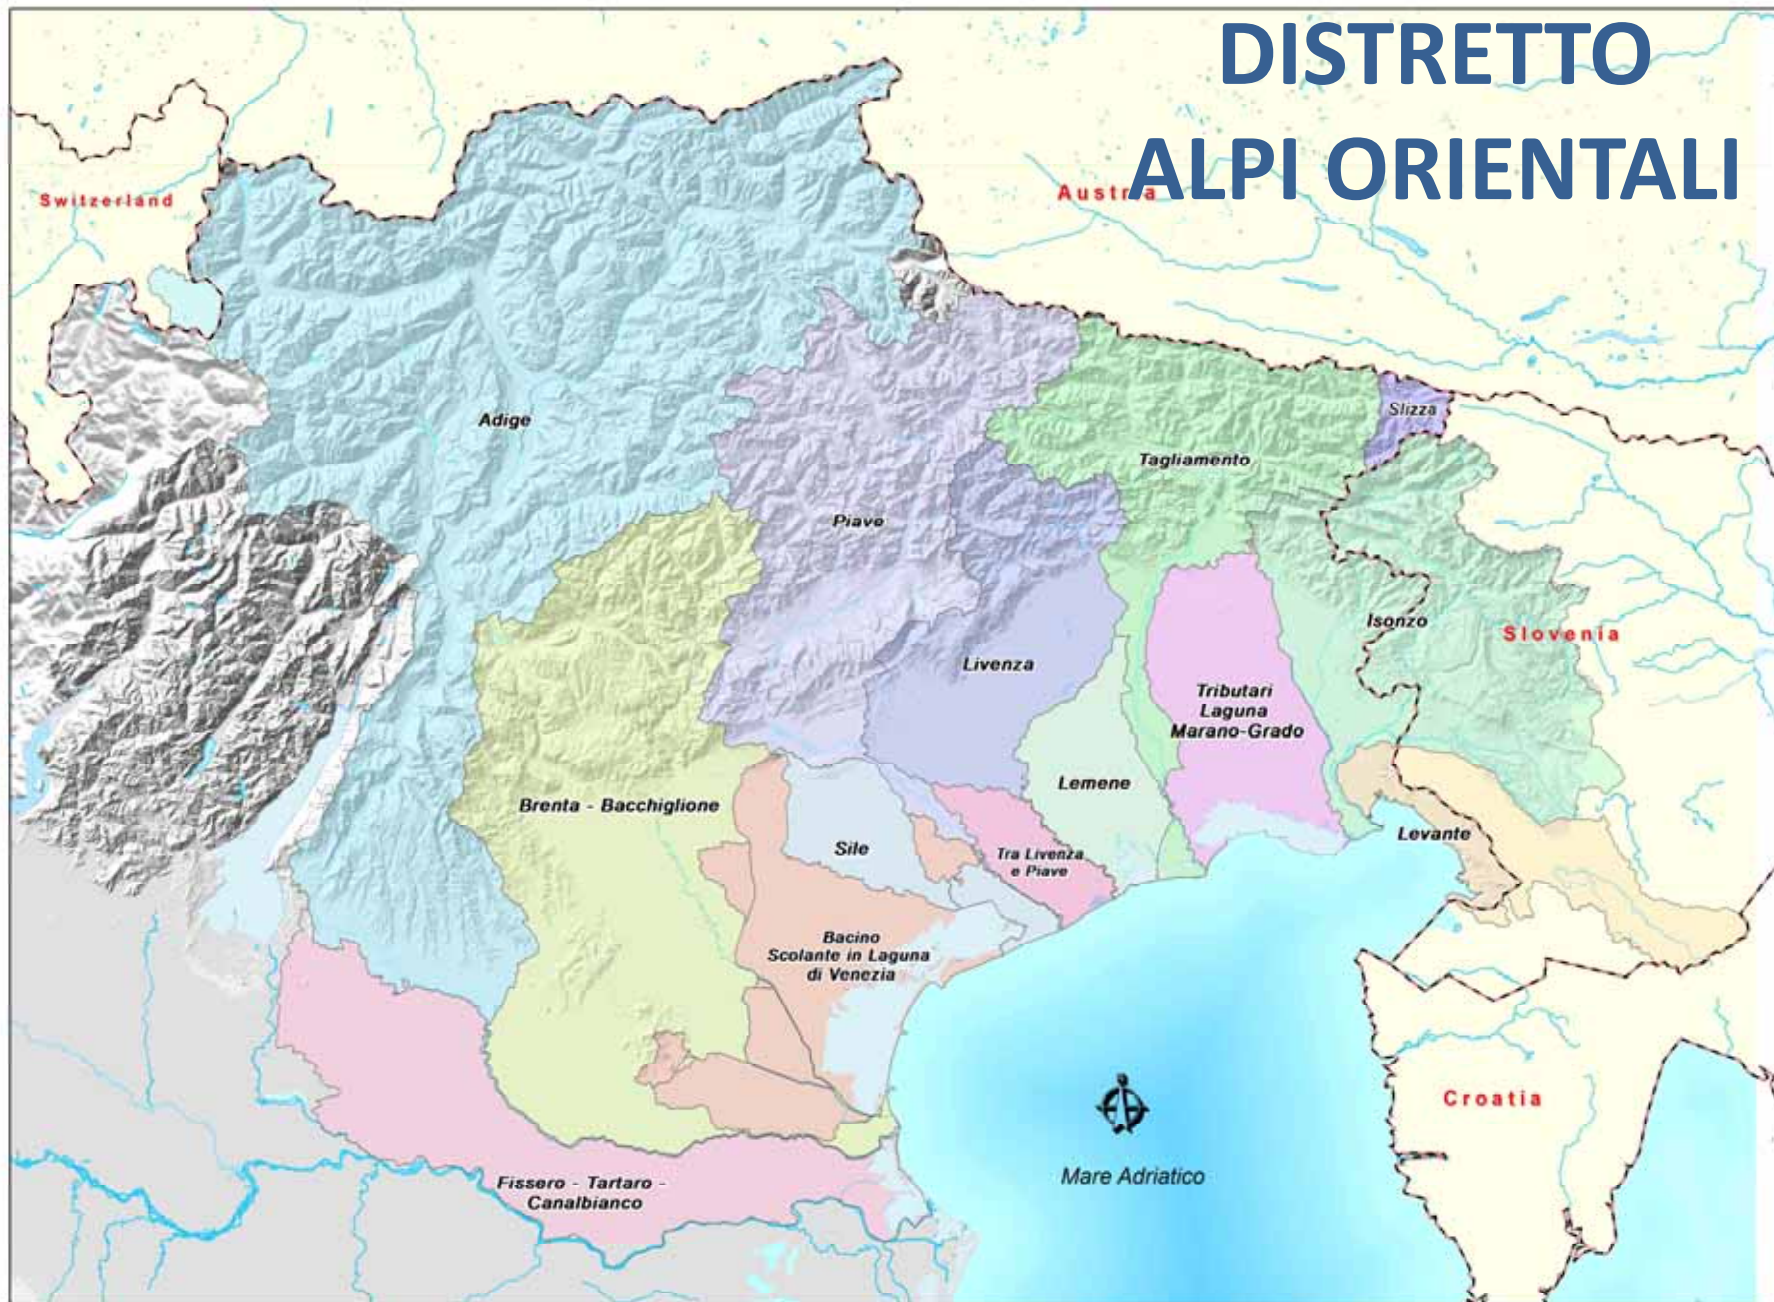 DISTRETTO
ALPI ORIENTALI
Switzerland
Austria
Adige
Slizza
Tagliamento
Piave
Isonzo
Slovenia
Livenza
Tributari
Laguna
Marano-Grado
Lemene
Brenta - Bacchiglione
Levante
Sile
Tra Livenza
e Piave
Bacino
Scolante in Laguna
di Venezia
Croatia
Mare Adriatico
Fissero - Tartaro -
Canalbianco